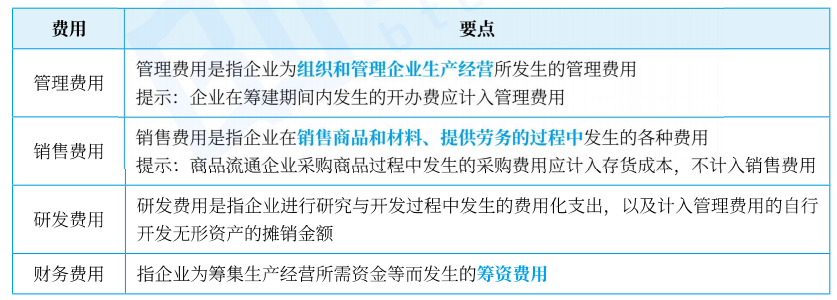 费用 要点
管理费用
管理费用是指企业为组织和管理企业生产经营所发生的管理费用
提示：企业在筹建期间内发生的开办费应计入管理费用
销售费用
销售费用是指企业在销售商品和材料、提供劳务的过程中发生的各种费用
提示：商品流通企业采购商品过程中发生的采购费用应计入存货成本，不计入销售费用
研发费用
研发费用是指企业进行研究与开发过程中发生的费用化支出，以及计入管理费用的自行
开发无形资产的摊销金额
财务费用
指企业为筹集生产经营所需资金等而发生的筹资费用